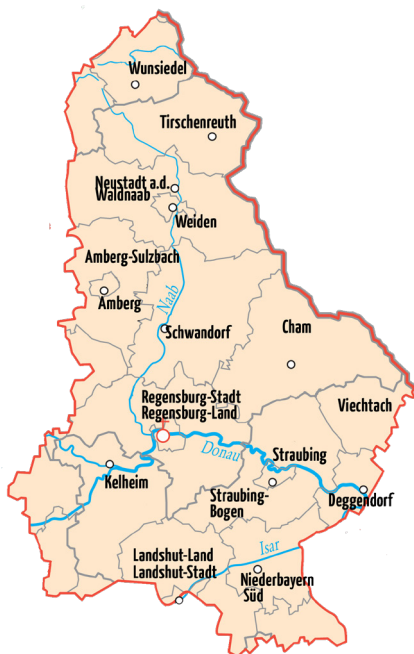 Wunsiedel
Tirschenreuth
Neustadt a.d.
Waldnaab
Weiden
Amberg-Sulzbach
Amberg
Naab
Schwandorf
Cham
Regensburg-Stadt
Regensburg-Land
Viechtach
Donau
Straubing
Kelheim
Straubing-
Bogen
Deggendorf
Isar
Landshut-Land
Landshut-Stadt
Niederbayern
Süd